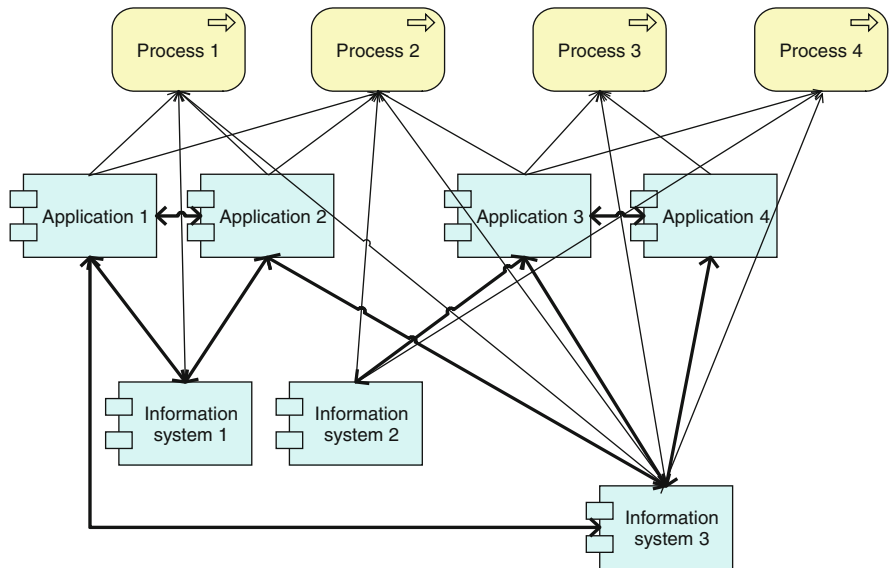 Process 1
Process 2
Process 3
Process 4
Application 1
Application 2
Application 3
Application 4
Information
system 1
Information
system 2
Information
system 3